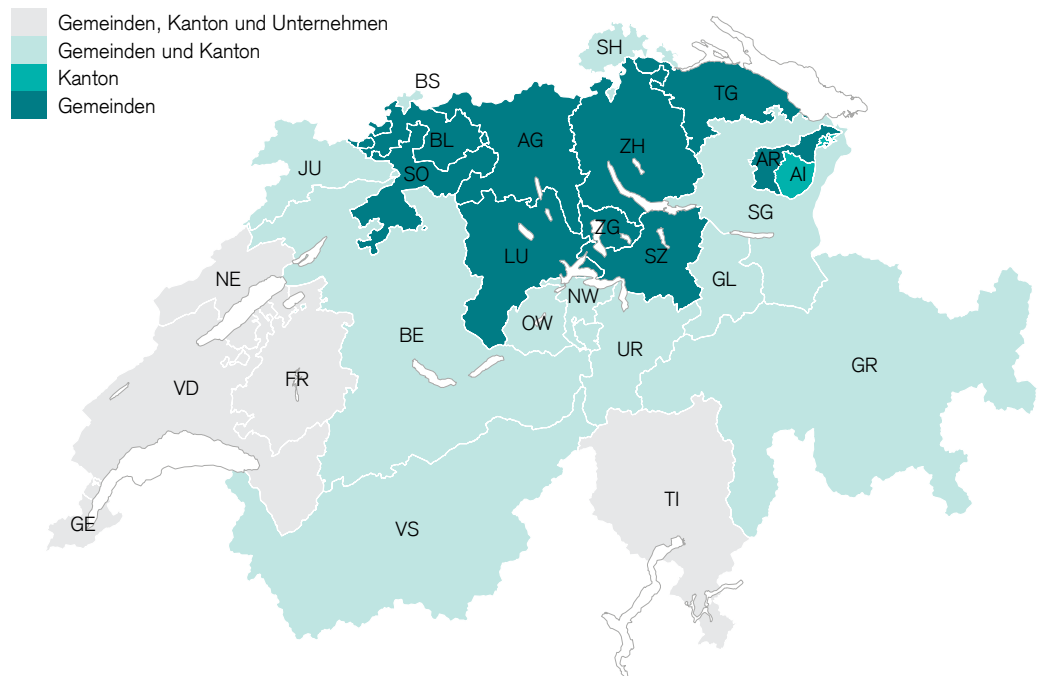 Gemeinden, Kanton und Unternehmen
Gemeinden und Kanton
Kanton
Gemeinden
SH
BS
TG
BL
AG
ZH
AR
AI
JU
SO
SG
ZG
LU
SZ
NE
GL
NW
OW
BE
UR
GR
FR
VD
TI
GE
VS